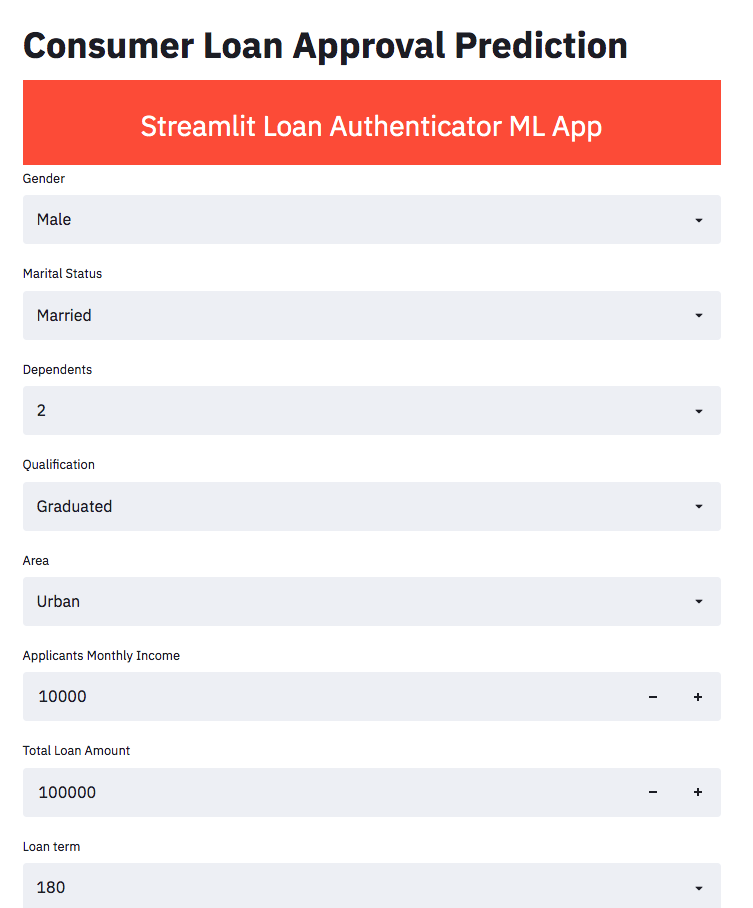 Consumer Loan Approval Prediction
Streamlit Loan Authenticator ML App
Gender
Male
Marital Status
Married
Dependents
2
Qualification
Graduated
Area
Urban
Applicants Monthly Income
10000
Total Loan Amount
100000
Loan term
180